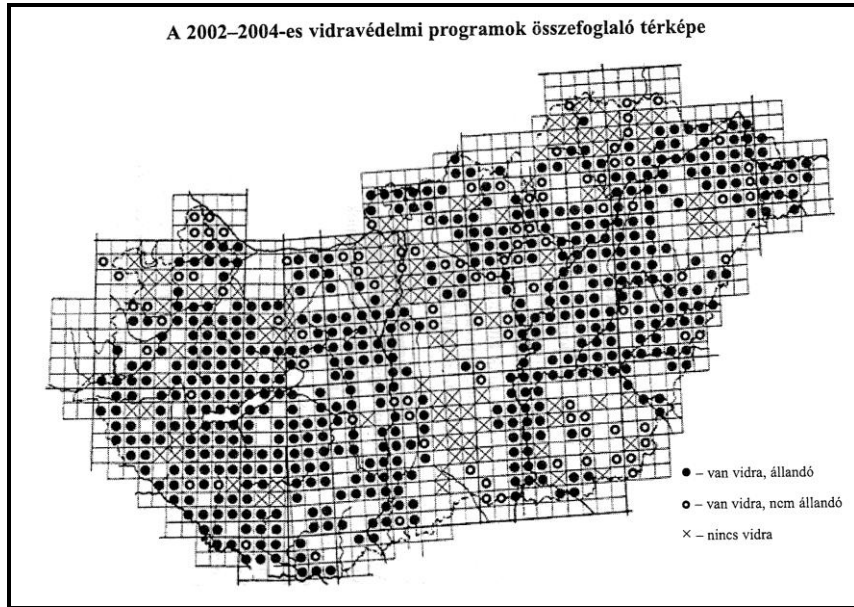 A 2002–2004-es vidravédelmi programok összefoglaló térképe
● – van vidra, állandó
○ – van vidra, nem állandó
× – nincs vidra